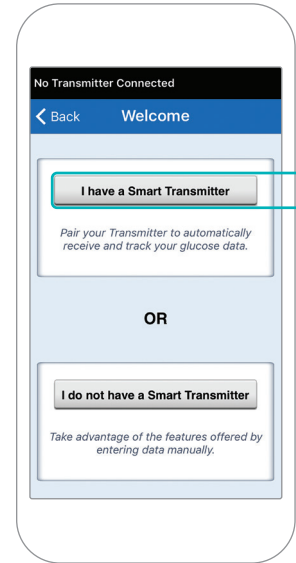 No Transmitter Connected
Back Welcome
I have a Smart Transmitter
Pair your Transmitter to automatically
receive and track your glucose data.
OR
I do not have a Smart Transmitter
Take advantage of the features offered by
entering data manually.